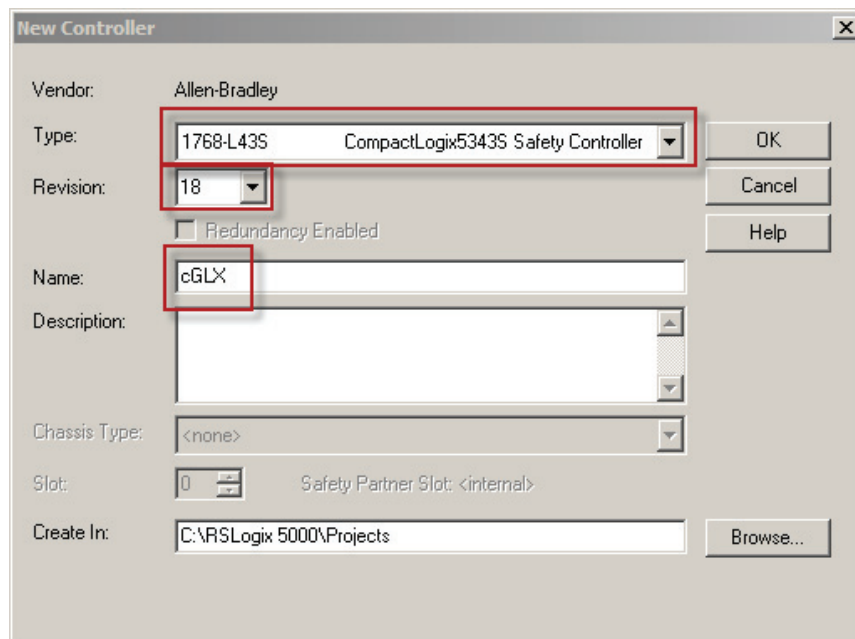 New Controller
Vendor: Allen-Bradley
Type: 1768-L43S CompactLogix5343S Safety Controller OK
Revision: 18 Cancel
Redundancy Enabled Help
Name: cGLX
Description:
Chassis Type: <none>
Slot: 0 Safety Partner Slot: <internal>
Create In: C:\RSLogix 5000\Projects Browse...